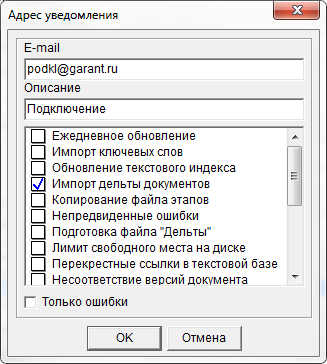 Адрес уведомления
E-mail
podkl@garant.ru
Описание
Подключение
Ежедневное обновление
Импорт ключевых слов
Обновление текстового индекса
Импорт дельты документов
Копирование файла этапов
Непредвиденные ошибки
Подготовка файла "Дельты"
Лимит свободного места на диске
Перекрестные ссылки в текстовой базе
Несоответствие версий документа
Только ошибки
OK
Отмена